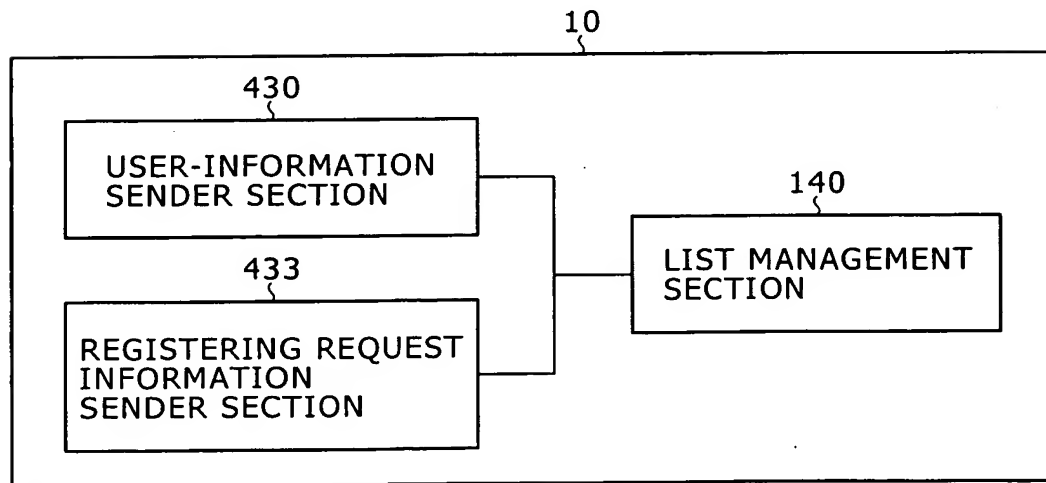 10
430
USER-INFORMATION
SENDER SECTION
433
REGISTERING REQUEST
INFORMATION
SENDER SECTION
140
LIST MANAGEMENT
SECTION